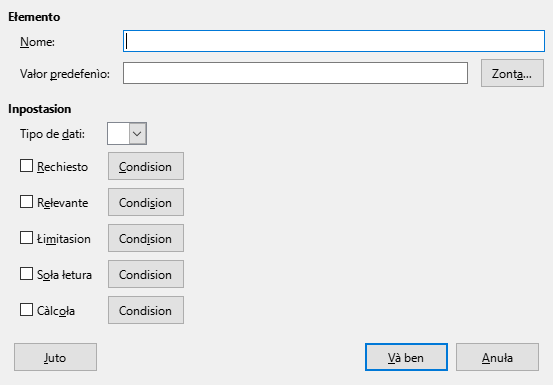 Ełemento
Nome:
Vałor predefenìo:
Zonta...
Inpostasion
Tipo de dati:
Rechiesto
Condision
Rełevante
Condision
Łimitasion
Condision
Soła łetura
Condision
Càlcoła
Condision
Juto
Và ben
Anuła